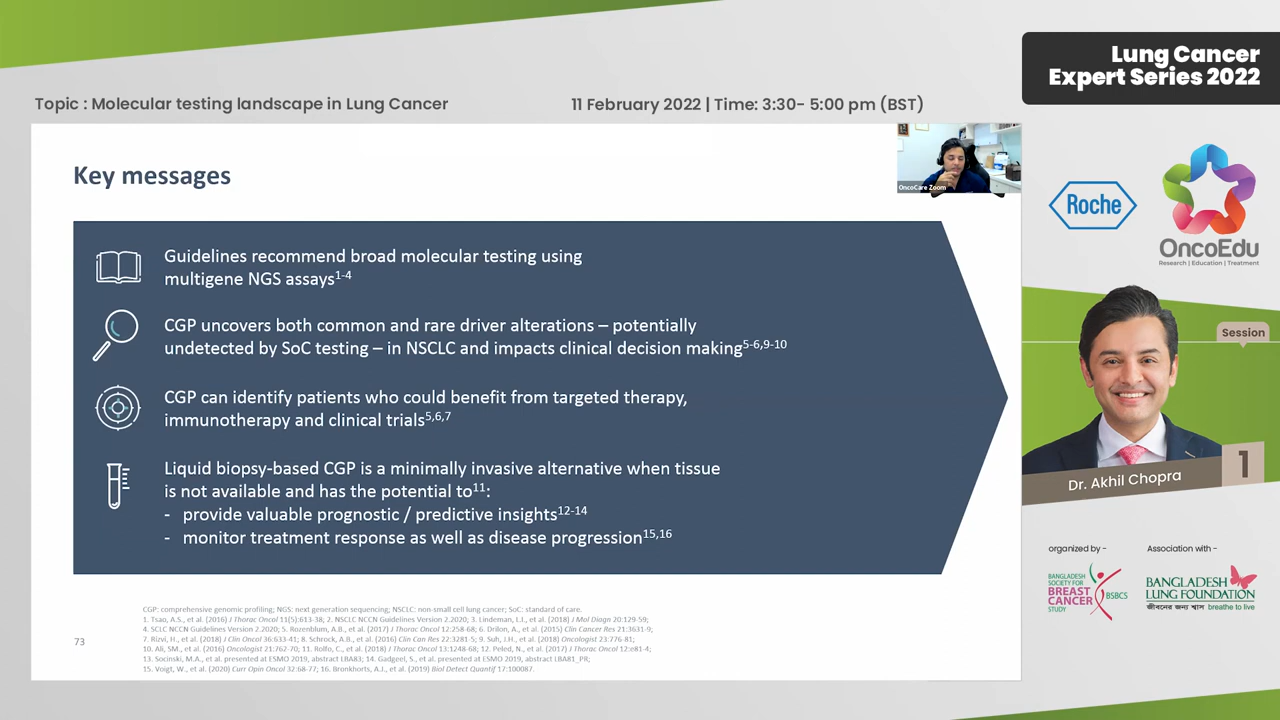 Lung Cancer
Expert Series 2022
Topic : Molecular testing landscape in Lung Cancer
11 February 2022 | Time: 3:30- 5:00 pm (BST)
Key messages
OncoCare Zoom
Guidelines recommend broad molecular testing using
multigene NGS assays1-4
CGP uncovers both common and rare driver alterations – potentially
undetected by SoC testing – in NSCLC and impacts clinical decision making5-6,9-10
CGP can identify patients who could benefit from targeted therapy,
immunotherapy and clinical trials5,6,7
Liquid biopsy-based CGP is a minimally invasive alternative when tissue
is not available and has the potential to11:
- provide valuable prognostic / predictive insights12-14
- monitor treatment response as well as disease progression15,16
CGP: comprehensive genomic profiling; NGS: next generation sequencing; NSCLC: non-small cell lung cancer; SoC: standard of care.
1. Tsao, A.S., et al. (2016) J Thorac Oncol 11(5):613-38; 2. NSCLC NCCN Guidelines Version 2.2020; 3. Lindeman, L.I., et al. (2018) J Mol Diagn 20:129-59;
4. SCLC NCCN Guidelines Version 2.2020; 5. Rozenblum, A.B., et al. (2017) J Thorac Oncol 12:258-68; 6. Drilon, A., et al. (2015) Clin Cancer Res 21:3631-9;
7. Rizvi, H., et al. (2018) J Clin Oncol 36:633-41; 8. Schrock, A.B., et al. (2016) Clin Can Res 22:3281-5; 9. Suh, J.H., et al. (2018) Oncologist 23:776-81;
10. Ali, SM., et al. (2016) Oncologist 21:762-70; 11. Rolfo, C., et al. (2018) J Thorac Oncol 13:1248-68; 12. Peled, N., et al. (2017) J Thorac Oncol 12:e81-4;
13. Socinski, M.A., et al. presented at ESMO 2019, abstract LBA83; 14. Gadgeel, S., et al. presented at ESMO 2019, abstract LBA81_PR;
15. Voigt, W., et al. (2020) Curr Opin Oncol 32:68-77; 16. Bronkhorts, A.J., et al. (2019) Biol Detect Quantif 17:100087.
73
Roche
OncoEdu
Research | Education | Treatment
Session
1
Dr. Akhil Chopra
organized by -
Association with -
BANGLADESH
SOCIETY FOR
BREAST
CANCER
STUDY
BSBCS
BANGLADESH
LUNG FOUNDATION
জীবনের জন্য শ্বাস breathe to live